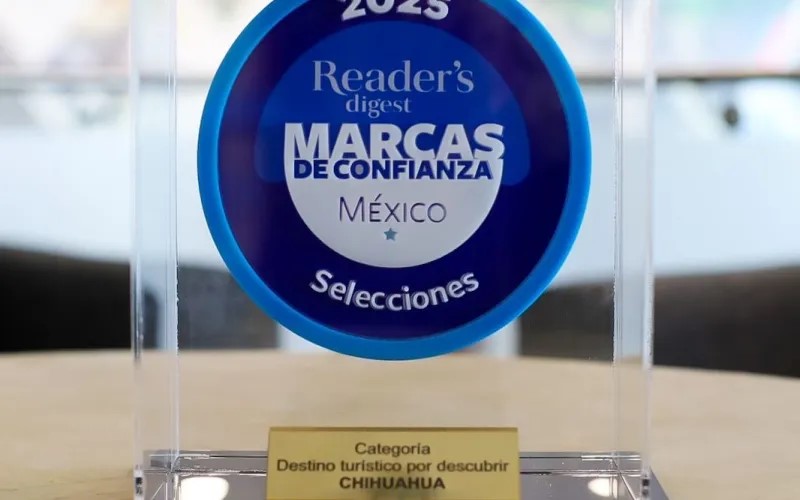 2025
Reader's
digest
MARCAS
DE CONFIANZA
MÉXICO
Selecciones
Categoría
Destino turístico por descubrir
CHIHUAHUA